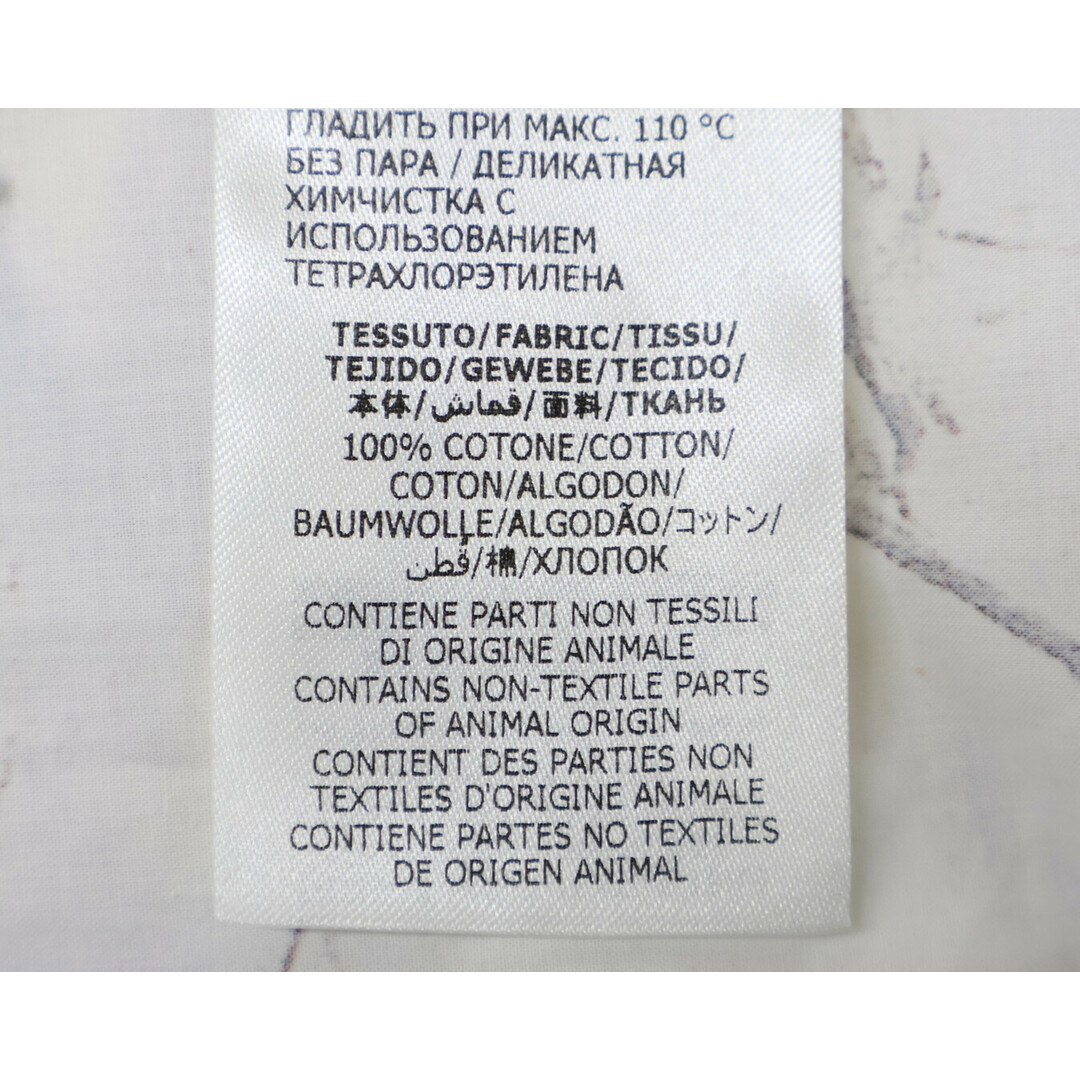 ГЛАДИТЬ ПРИ МАКС. 110 °C
БЕЗ ПАРА / ДЕЛИКАТНАЯ
ХИМЧИСТКА С
ИСПОЛЬЗОВАНИЕМ
ТЕТРАХЛОРЭТИЛЕНА
TESSUTO/FABRIC/TISSU/
TEJIDO/GEWEBE/TECIDO/
本体/قماش/面料/ТКАНЬ
100% COTONE/COTTON/
COTON/ALGODON/
BAUMWOLLE/ALGODÃO/コットン/
قطن/棉/ХЛОПОК
CONTIENE PARTI NON TESSILI
DI ORIGINE ANIMALE
CONTAINS NON-TEXTILE PARTS
OF ANIMAL ORIGIN
CONTIENT DES PARTIES NON
TEXTILES D'ORIGINE ANIMALE
CONTIENE PARTES NO TEXTILES
DE ORIGEN ANIMAL